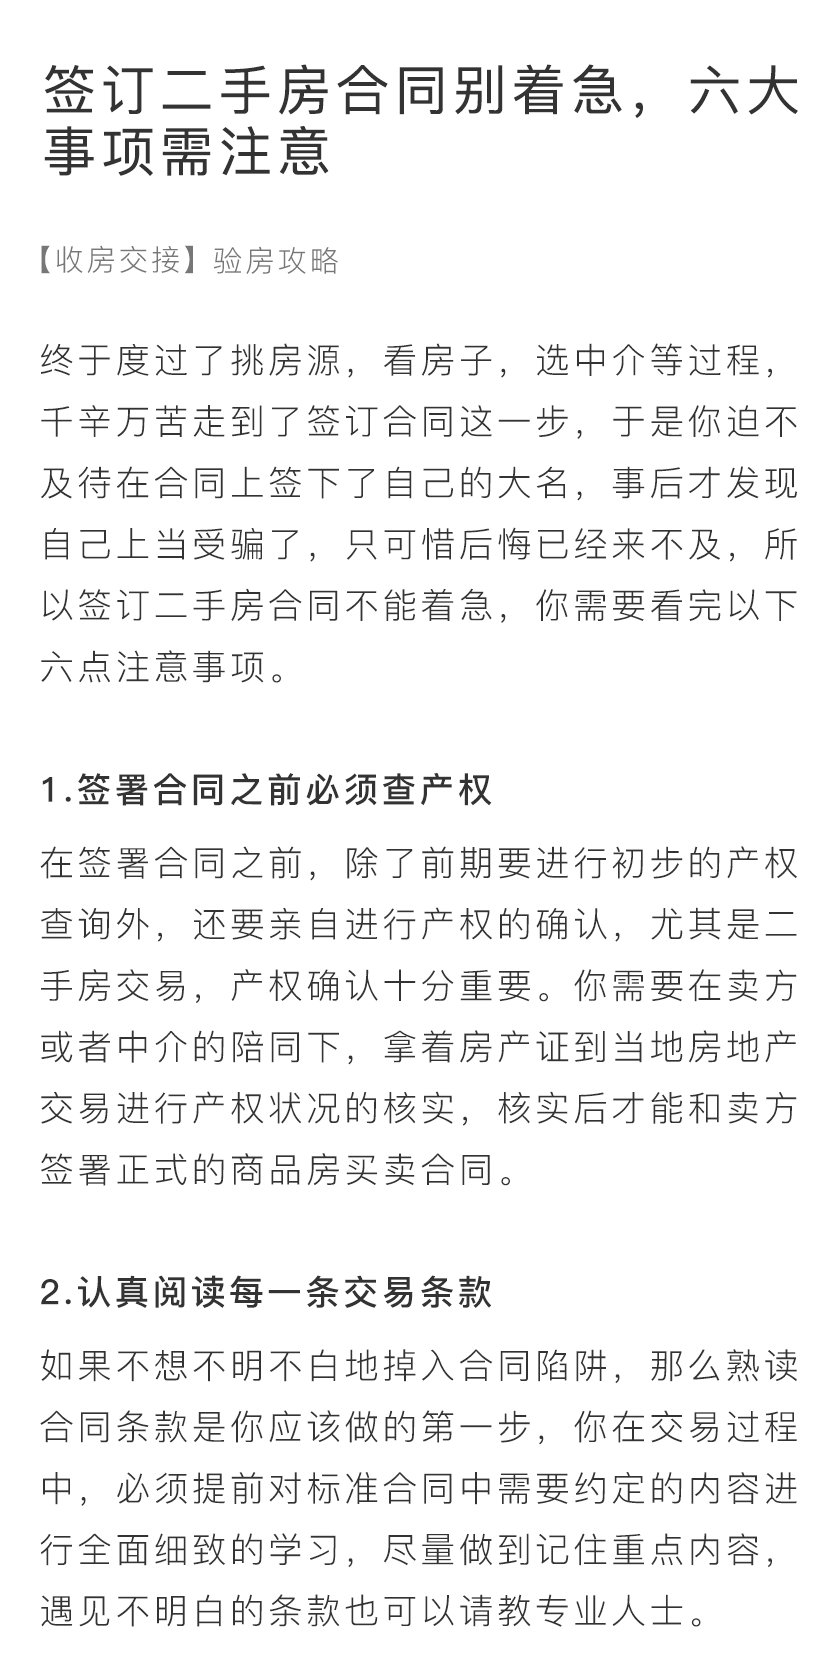 签订二手房合同别着急，六大
事项需注意
【收房交接】验房攻略
终于度过了挑房源，看房子，选中介等过程，
千辛万苦走到了签订合同这一步，于是你迫不
及待在合同上签下了自己的大名，事后才发现
自己上当受骗了，只可惜后悔已经来不及，所
以签订二手房合同不能着急，你需要看完以下
六点注意事项。
1.签署合同之前必须查产权
在签署合同之前，除了前期要进行初步的产权
查询外，还要亲自进行产权的确认，尤其是二
手房交易，产权确认十分重要。你需要在卖方
或者中介的陪同下，拿着房产证到当地房地产
交易进行产权状况的核实，核实后才能和卖方
签署正式的商品房买卖合同。
2.认真阅读每一条交易条款
如果不想不明不白地掉入合同陷阱，那么熟读
合同条款是你应该做的第一步，你在交易过程
中，必须提前对标准合同中需要约定的内容进
行全面细致的学习，尽量做到记住重点内容，
遇见不明白的条款也可以请教专业人士。